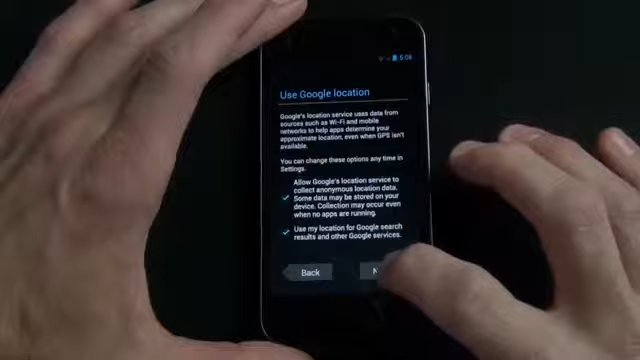 5:08
Use Google location
Google's location service uses data from
sources such as Wi-Fi and mobile
networks to help apps determine your
approximate location, even when GPS isn't
available.
You can change these options any time in
Settings.
Allow Google's location service to
collect anonymous location data.
Some data may be stored on your
device. Collection may occur even
when no apps are running.
Use my location for Google search
results and other Google services.
Back